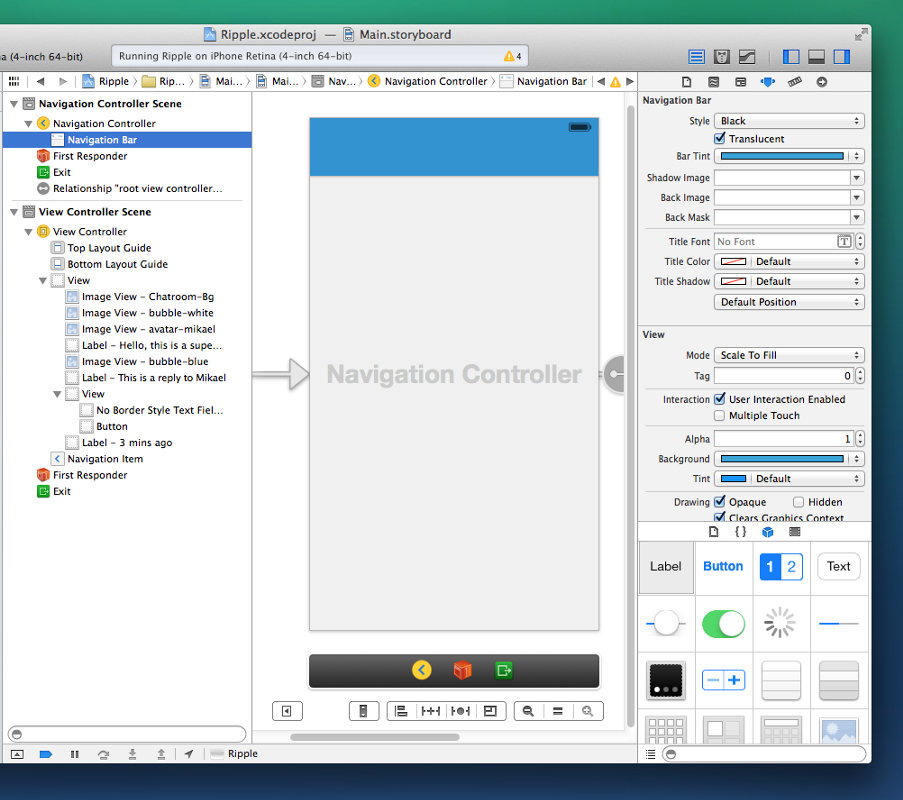 Ripple.xcodeproj — Main.storyboard
a (4-inch 64-bit)
Running Ripple on iPhone Retina (4-inch 64-bit)
4
Ripple
Rip...
Mai...
Mai...
Nav...
Navigation Controller
Navigation Bar
Navigation Controller Scene
Navigation Controller
Navigation Bar
First Responder
Exit
Relationship "root view controller...
View Controller Scene
View Controller
Top Layout Guide
Bottom Layout Guide
View
Image View – Chatroom-Bg
Image View – bubble-white
Image View – avatar-mikael
Label – Hello, this is a supe...
Image View – bubble-blue
Label – This is a reply to Mikael
View
No Border Style Text Fiel...
Button
Label – 3 mins ago
Navigation Item
First Responder
Exit
Navigation Controller
Navigation Bar
Style Black
Translucent
Bar Tint
Shadow Image
Back Image
Back Mask
Title Font No Font T
Title Color Default
Title Shadow Default
Default Position
View
Mode Scale To Fill
Tag 0
Interaction User Interaction Enabled
Multiple Touch
Alpha 1
Background
Tint Default
Drawing Opaque Hidden
Clears Graphics Context
{ }
Label Button 1 2 Text
Ripple